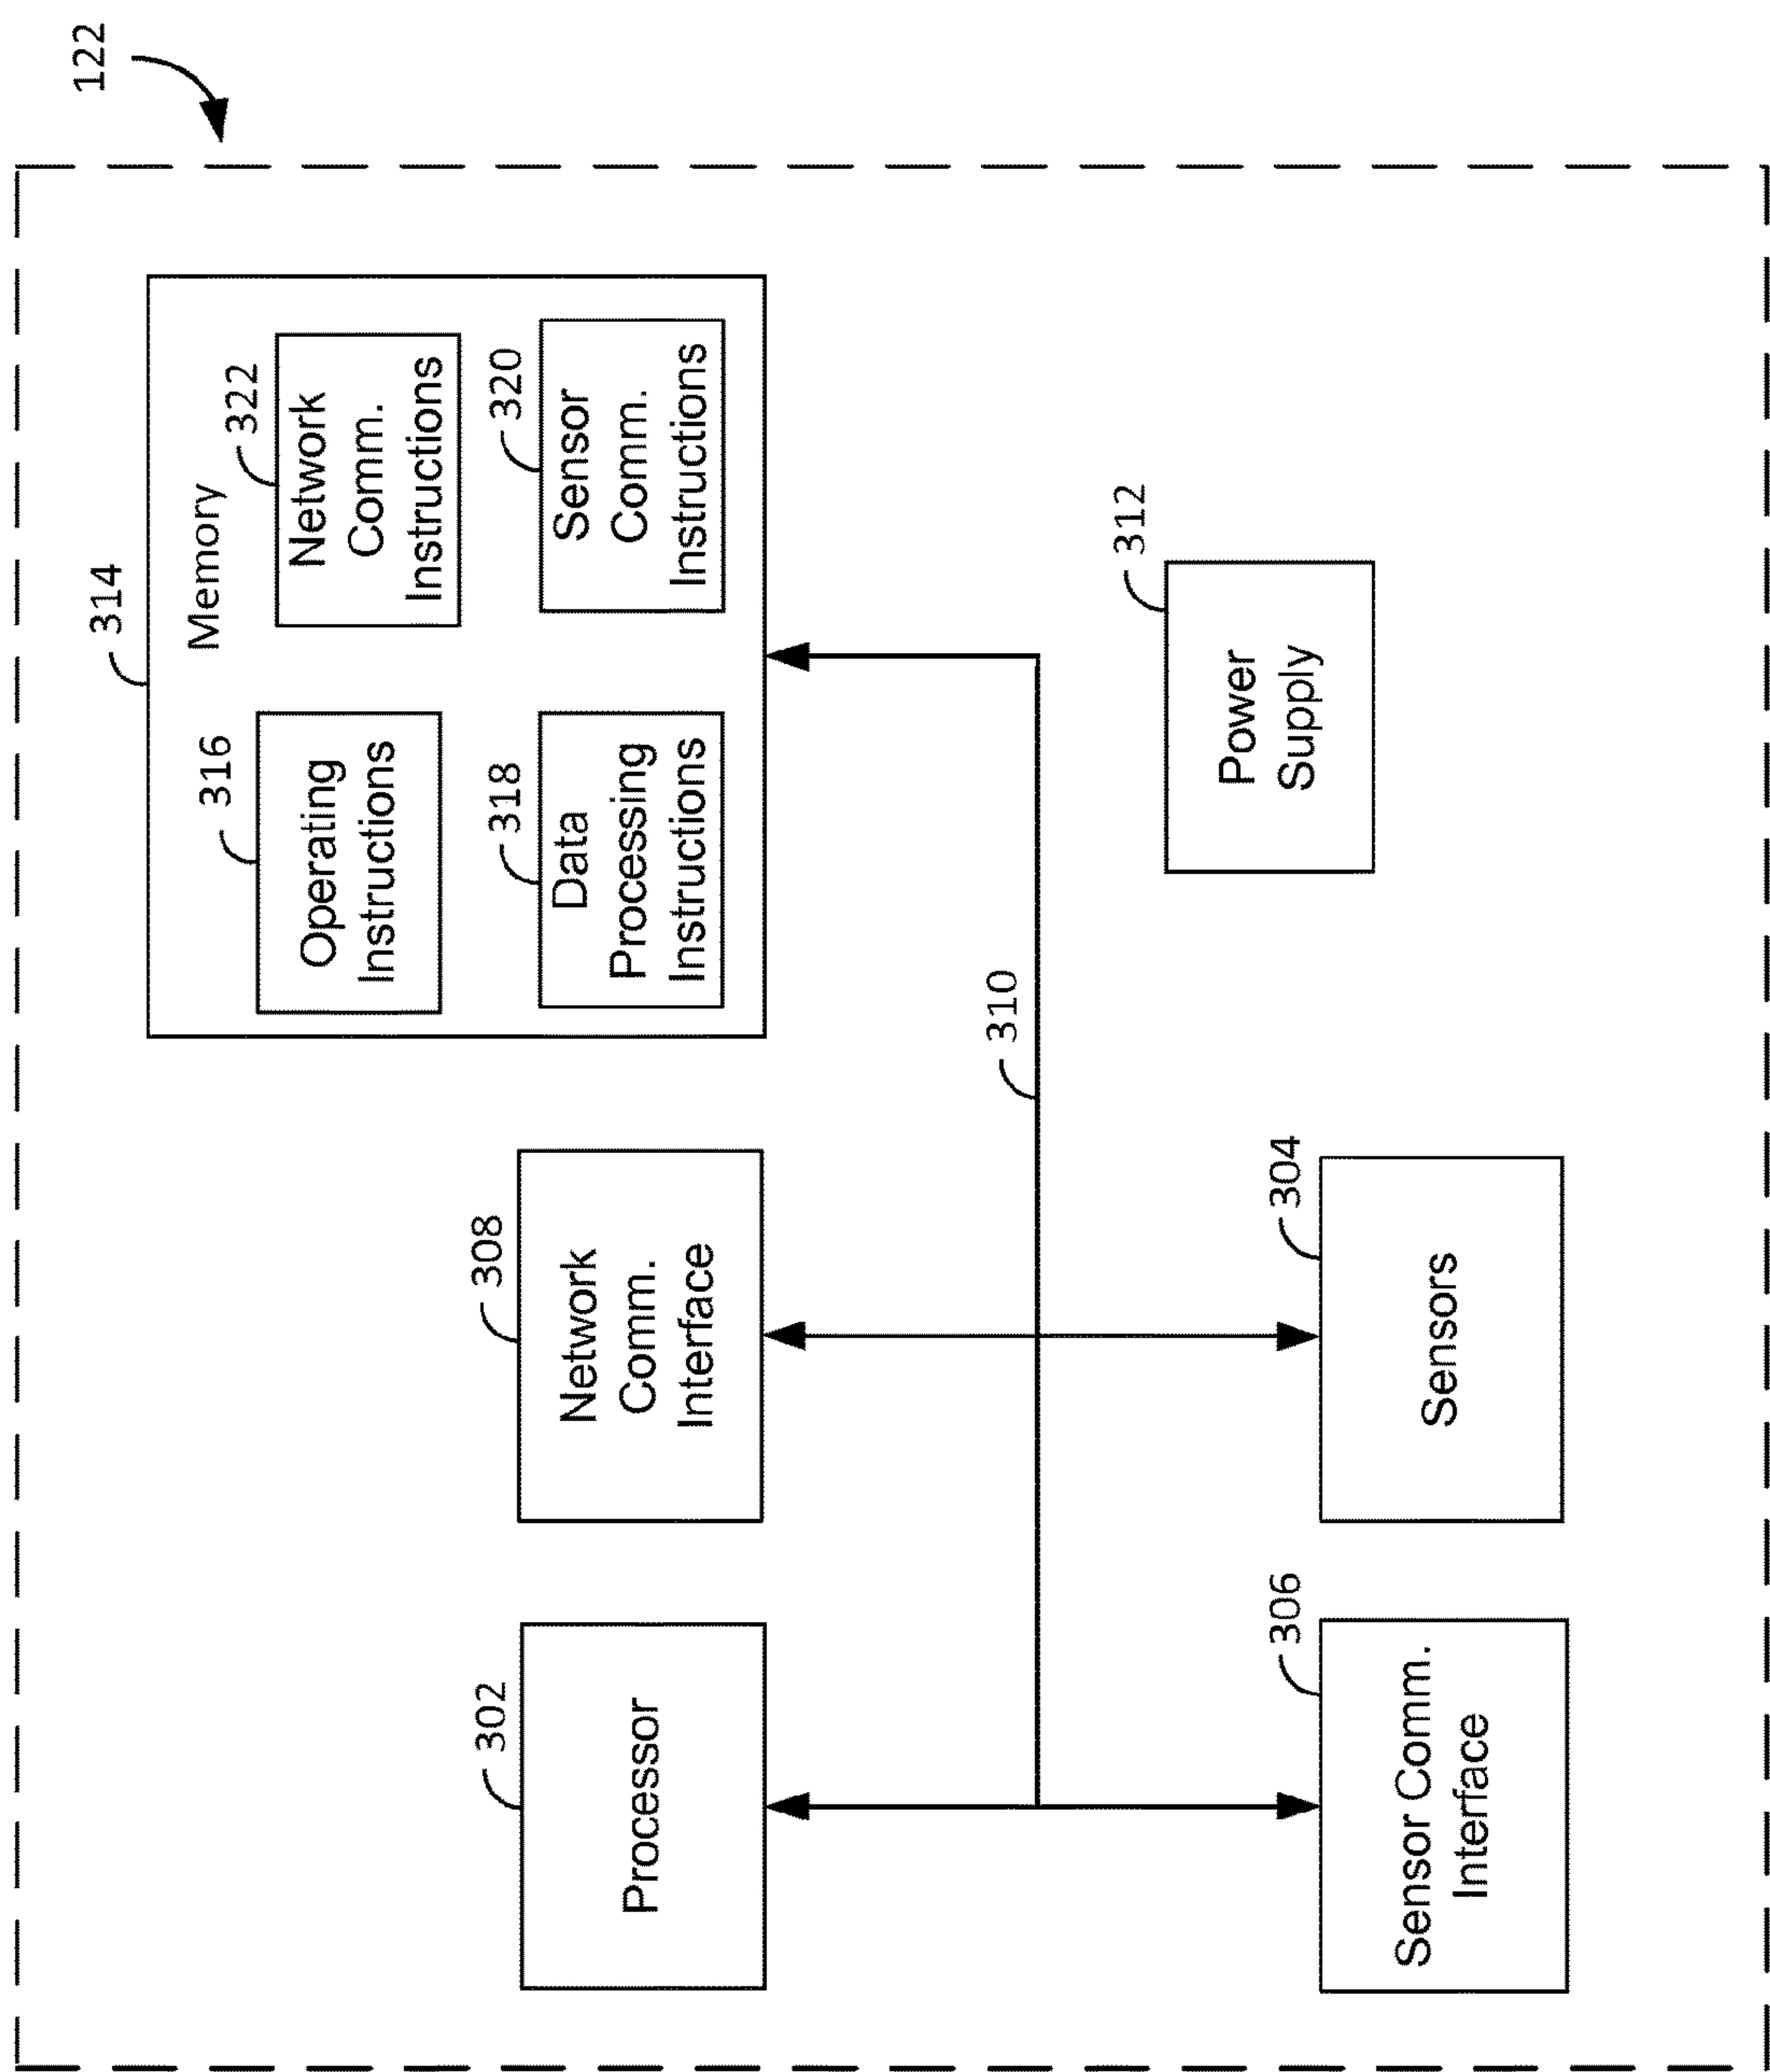 122
314
Memory
316
Operating
Instructions
322
Network
Comm.
Instructions
318
Data
Processing
Instructions
320
Sensor
Comm.
Instructions
302
Processor
308
Network
Comm.
Interface
310
312
Power
Supply
306
Sensor Comm.
Interface
304
Sensors